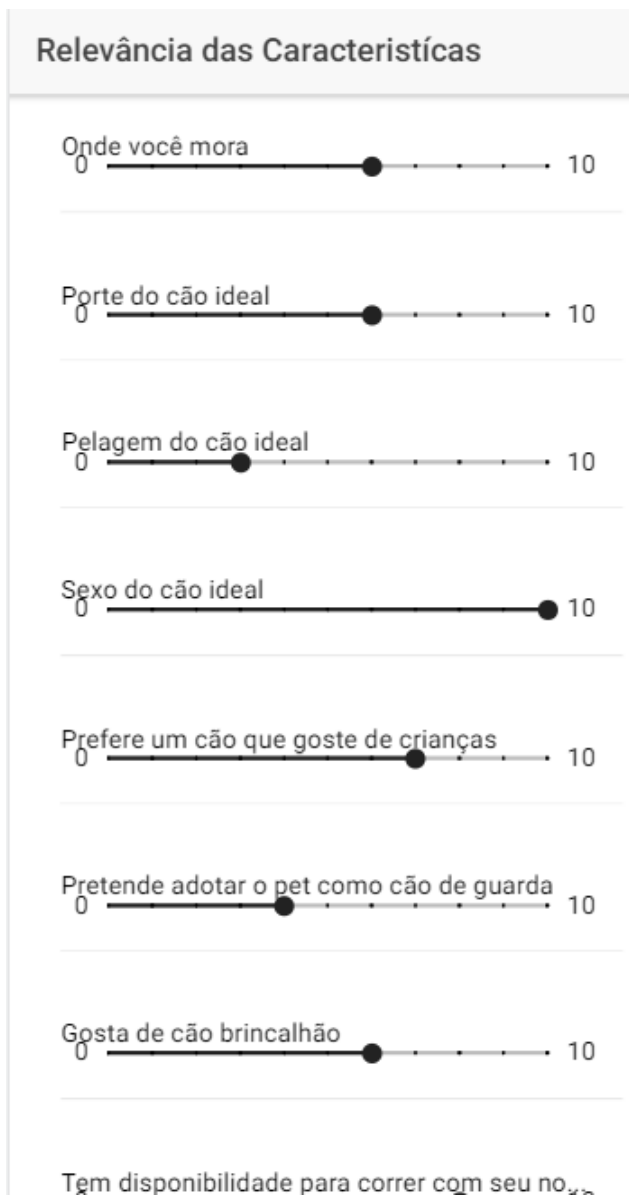 Relevância das Caracteristícas
Onde você mora
0 10
Porte do cão ideal
0 10
Pelagem do cão ideal
0 10
Sexo do cão ideal
0 10
Prefere um cão que goste de crianças
0 10
Pretende adotar o pet como cão de guarda
0 10
Gosta de cão brincalhão
0 10
Tem disponibilidade para correr com seu no